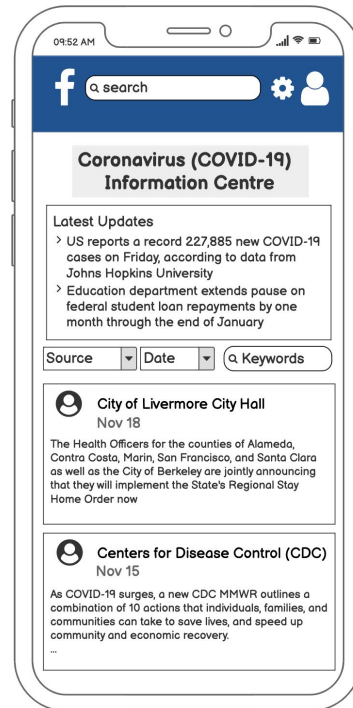 09:52 AM
f
search
Coronavirus (COVID-19)
Information Centre
Latest Updates
> US reports a record 227,885 new COVID-19
cases on Friday, according to data from
Johns Hopkins University
> Education department extends pause on
federal student loan repayments by one
month through the end of January
Source
Date
Keywords
City of Livermore City Hall
Nov 18
The Health Officers for the counties of Alameda,
Contra Costa, Marin, San Francisco, and Santa Clara
as well as the City of Berkeley are jointly announcing
that they will implement the State's Regional Stay
Home Order now
Centers for Disease Control (CDC)
Nov 15
As COVID-19 surges, a new CDC MMWR outlines a
combination of 10 actions that individuals, families, and
communities can take to save lives, and speed up
community and economic recovery.
...